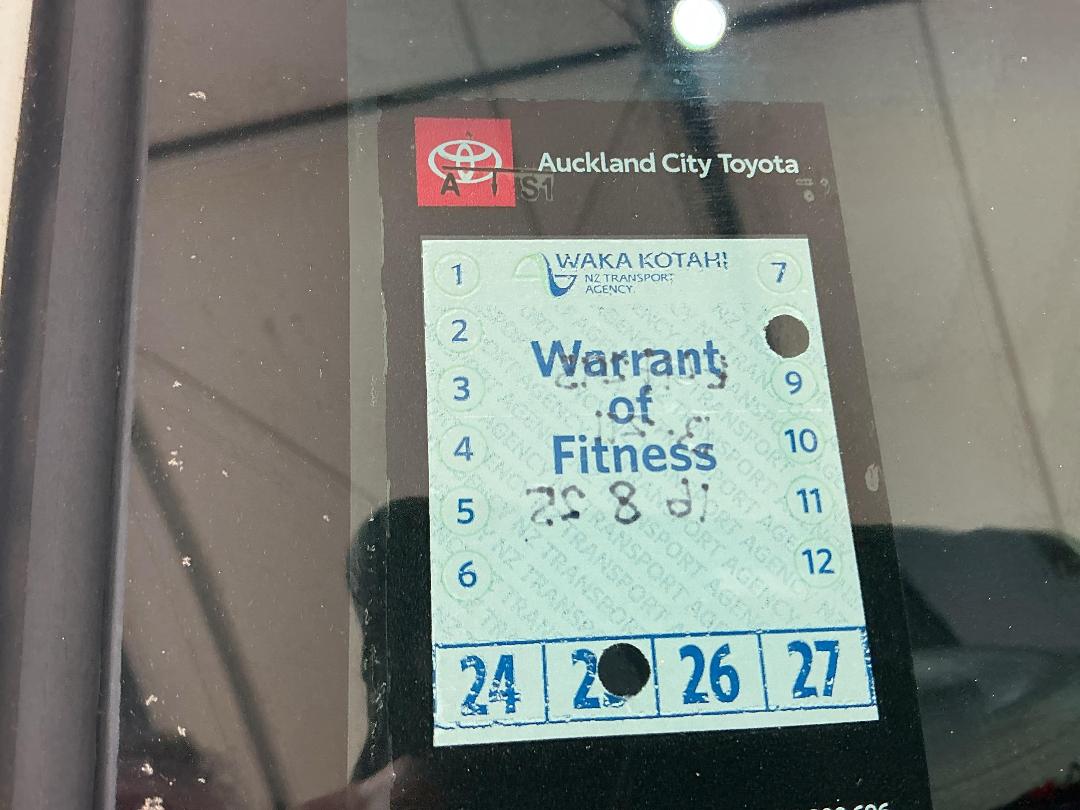 Auckland City Toyota
A S1
WAKA KOTAHI
NZ TRANSPORT
AGENCY
1
2
3
4
5
6
7
9
10
11
12
Warrant
of
Fitness
24 26 27